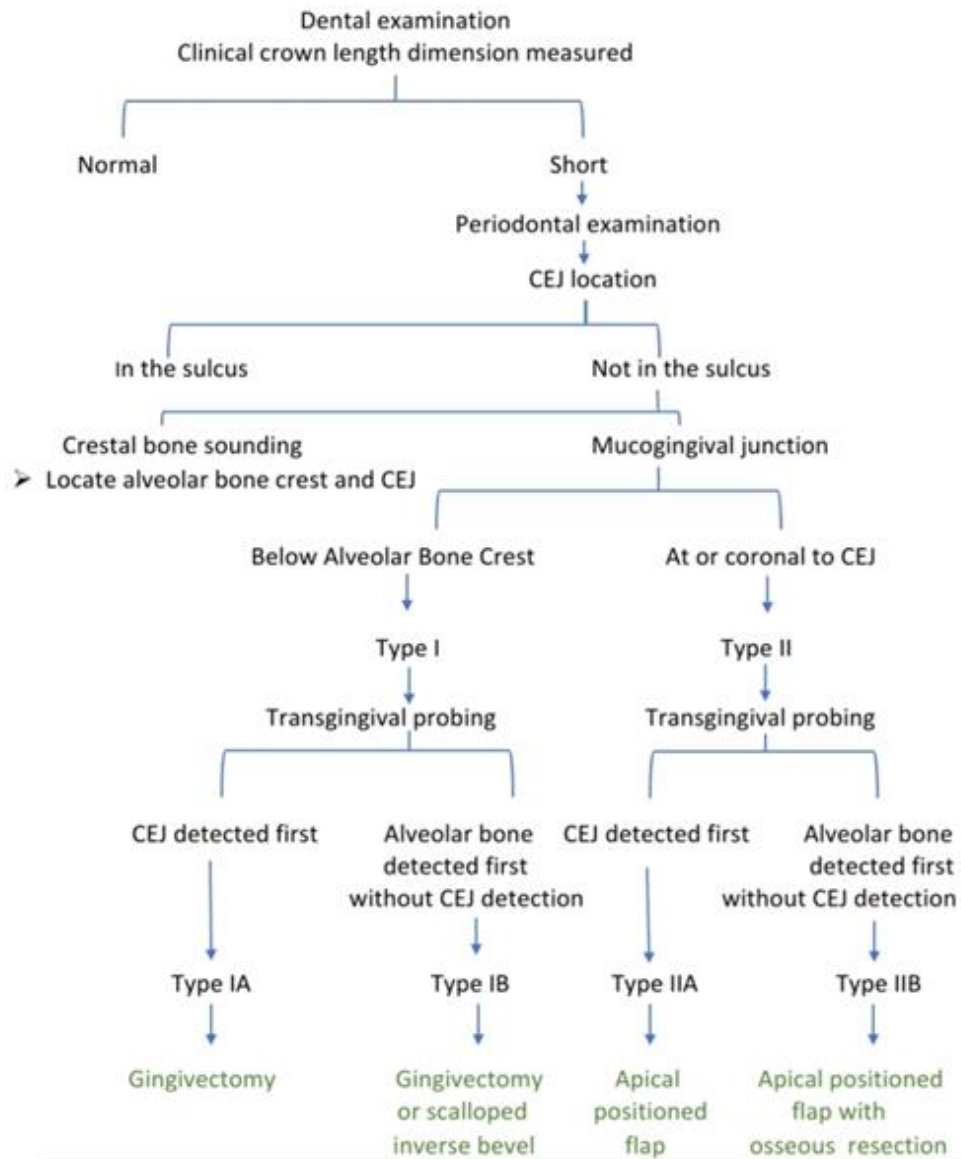 Dental examination
Clinical crown length dimension measured
Normal
Short
Periodontal examination
CEJ location
In the sulcus
Not in the sulcus
Crestal bone sounding
➢ Locate alveolar bone crest and CEJ
Mucogingival junction
Below Alveolar Bone Crest
At or coronal to CEJ
Type I
Type II
Transgingival probing
Transgingival probing
CEJ detected first
Alveolar bone
detected first
without CEJ detection
CEJ detected first
Alveolar bone
detected first
without CEJ detection
Type IA
Type IB
Type IIA
Type IIB
Gingivectomy
Gingivectomy
or scalloped
inverse bevel
Apical
positioned
flap
Apical positioned
flap with
osseous resection